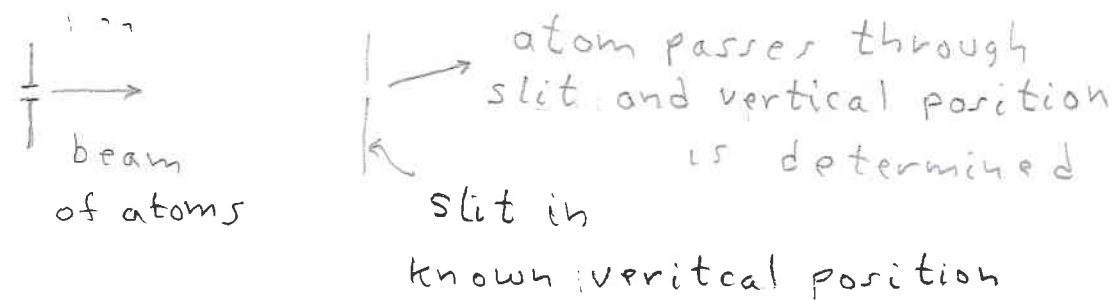 atom passes through
slit and vertical position
is determined
beam
of atoms
slit in
known veritcal position